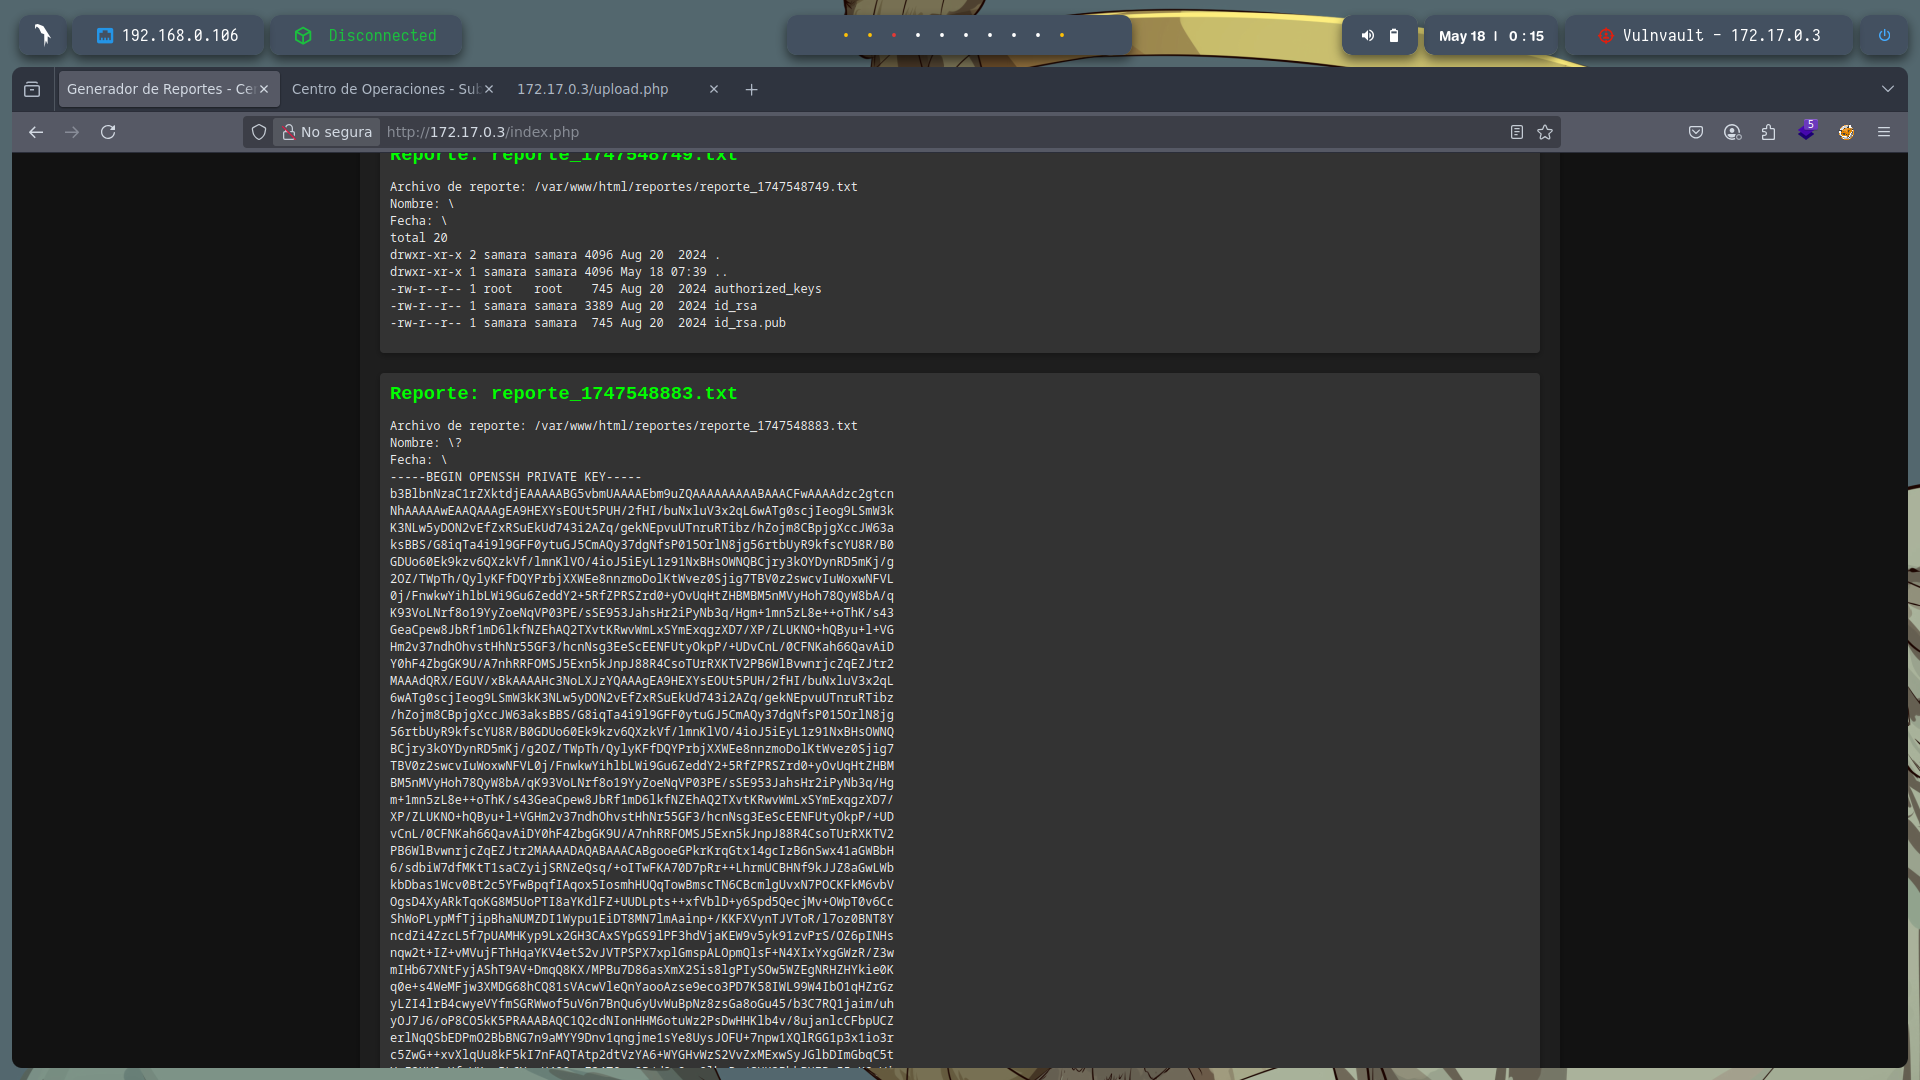 192.168.0.106
Disconnected
May 18 | 0 : 15
Vulnvault - 172.17.0.3
Generador de Reportes - Ce
Centro de Operaciones - Sub
172.17.0.3/upload.php
No segura
http://172.17.0.3/index.php
5
Reporte: reporte_1747548749.txt
Archivo de reporte: /var/www/html/reportes/reporte_1747548749.txt
Nombre: \
Fecha: \
total 20
drwxr-xr-x 2 samara samara 4096 Aug 20  2024 .
drwxr-xr-x 1 samara samara 4096 May 18 07:39 ..
-rw-r--r-- 1 root   root    745 Aug 20  2024 authorized_keys
-rw-r--r-- 1 samara samara 3389 Aug 20  2024 id_rsa
-rw-r--r-- 1 samara samara  745 Aug 20  2024 id_rsa.pub
Reporte: reporte_1747548883.txt
Archivo de reporte: /var/www/html/reportes/reporte_1747548883.txt
Nombre: \?
Fecha: \
-----BEGIN OPENSSH PRIVATE KEY-----
b3BlbnNzaC1rZXktdjEAAAAABG5vbmUAAAAEbm9uZQAAAAAAAAABAAACFwAAAAdzc2gtcn
NhAAAAAwEAAQAAAgEA9HEXYsEOUt5PUH/2fHI/buNxluV3x2qL6wATg0scjIeog9LSmW3k
K3NLw5yDON2vEfZxRSuEkUd743i2AZq/gekNEpvuUTnruRTibz/hZojm8CBpjgXccJW63a
ksBBS/G8iqTa4i9l9GFF0ytuGJ5CmAQy37dgNfsP015OrlN8jg56rtbUyR9kfscYU8R/B0
GDUo60Ek9kzv6QXzkVf/lmnKlVO/4ioJ5iEyL1z91NxBHsOWNQBCjry3kOYDynRD5mKj/g
2OZ/TWpTh/QylyKFfDQYPrbjXXWEe8nnzmoDolKtWvez0Sjig7TBV0z2swcvIuWoxwNFVL
0j/FnwkwYihlbLWi9Gu6ZeddY2+5RfZPRSZrd0+yOvUqHtZHBMBM5nMVyHoh78QyW8bA/q
K93VoLNrf8o19YyZoeNqVP03PE/sSE953JahsHr2iPyNb3q/Hgm+1mn5zL8e++oThK/s43
GeaCpew8JbRf1mD6lkfNZEhAQ2TXvtKRwvWmLxSYmExqgzXD7/XP/ZLUKNO+hQByu+l+VG
Hm2v37ndhOhvstHhNr55GF3/hcnNsg3EeScEENFUtyOkpP/+UDvCnL/0CFNKah66QavAiD
Y0hF4ZbgGK9U/A7nhRRFOMSJ5Exn5kJnpJ88R4CsoTUrRXKTV2PB6WlBvwnrjcZqEZJtr2
MAAAdQRX/EGUV/xBkAAAAHc3NoLXJzYQAAAgEA9HEXYsEOUt5PUH/2fHI/buNxluV3x2qL
6wATg0scjIeog9LSmW3kK3NLw5yDON2vEfZxRSuEkUd743i2AZq/gekNEpvuUTnruRTibz
/hZojm8CBpjgXccJW63aksBBS/G8iqTa4i9l9GFF0ytuGJ5CmAQy37dgNfsP015OrlN8jg
56rtbUyR9kfscYU8R/B0GDUo60Ek9kzv6QXzkVf/lmnKlVO/4ioJ5iEyL1z91NxBHsOWNQ
BCjry3kOYDynRD5mKj/g2OZ/TWpTh/QylyKFfDQYPrbjXXWEe8nnzmoDolKtWvez0Sjig7
TBV0z2swcvIuWoxwNFVL0j/FnwkwYihlbLWi9Gu6ZeddY2+5RfZPRSZrd0+yOvUqHtZHBM
BM5nMVyHoh78QyW8bA/qK93VoLNrf8o19YyZoeNqVP03PE/sSE953JahsHr2iPyNb3q/Hg
m+1mn5zL8e++oThK/s43GeaCpew8JbRf1mD6lkfNZEhAQ2TXvtKRwvWmLxSYmExqgzXD7/
XP/ZLUKNO+hQByu+l+VGHm2v37ndhOhvstHhNr55GF3/hcnNsg3EeScEENFUtyOkpP/+UD
vCnL/0CFNKah66QavAiDY0hF4ZbgGK9U/A7nhRRFOMSJ5Exn5kJnpJ88R4CsoTUrRXKTV2
PB6WlBvwnrjcZqEZJtr2MAAAADAQABAAACABgooeGPkrKrqGtx14gcIzB6nSwx41aGWBbH
6/sdbiW7dfMKtT1saCZyijSRNZeQsq/+oITwFKA70D7pRr++LhrmUCBHNf9kJJZ8aGwLWb
kbDbas1Wcv0Bt2c5YFwBpqfIAqox5IosmhHUQqTowBmscTN6CBcmlgUvxN7POCKFkM6vbV
OgsD4XyARkTqoKG8M5UoPTI8aYKdlFZ+UUDLpts++xfVblD+y6Spd5QecjMv+OWpT0v6Cc
ShWoPLypMfTjipBhaNUMZDI1Wypu1EiDT8MN7lmAainp+/KKFXVynTJVToR/l7oz0BNT8Y
ncdZi4ZzcL5f7pUAMHKyp9Lx2GH3CAxSYpGS9lPF3hdVjaKEW9v5yk91zvPrS/OZ6pINHs
nqw2t+IZ+vMVujFThHqaYKV4etS2vJVTPSPX7xplGmspALOpmQlsF+N4XIxYxgGWzR/Z3w
mIHb67XNtFyjAShT9AV+DmqQ8KX/MPBu7D86asXmX2Sis8lgPIySOw5WZEgNRHZHYkie0K
q0e+s4WeMFjw3XMDG68hCQ81sVAcwVleQnYaooAzse9eco3PD7K58IWL99W4IbO1qHZrGz
yLZI4lrB4cwyeVYfmSGRWwof5uV6n7BnQu6yUvWuBpNz8zsGa8oGu45/b3C7RQ1jaim/uh
yOJ7J6/oP8CO5kK5PRAAABAQC1Q2cdNIonHHM6otuWz2PsDwHHKlb4v/8ujanlcCFbpUCZ
erlNqQSbEDPmO2BbBNG7n9aMYY9Dnv1qngjme1sYe8UysJOFU+7npw1XQlRGG1p3x1io3r
c5ZwG++xvXlqUu8kF5kI7nFAQTAtp2dtVzYA6+WYGHvWzS2VvZxMExwSyJGlbDImGbqC5t